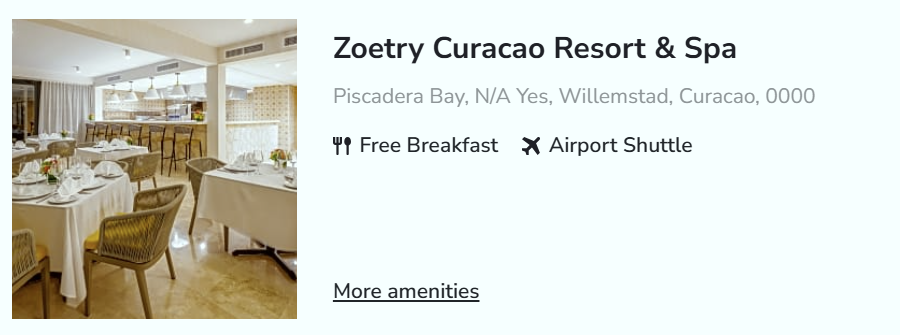 Zoetry Curacao Resort & Spa
Piscadera Bay, N/A Yes, Willemstad, Curacao, 0000
Free Breakfast Airport Shuttle
More amenities